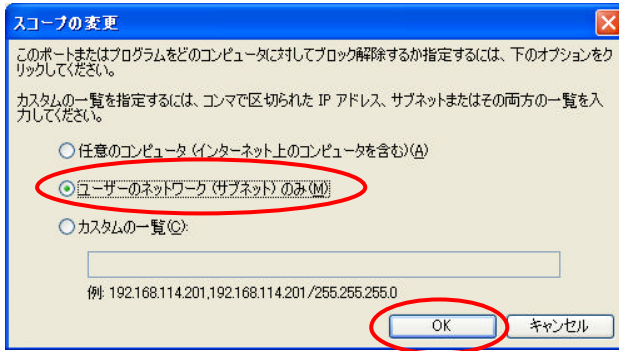 スコープの変更
このポートまたはプログラムをどのコンピュータに対してブロック解除するか指定するには、下のオプションをク
リックしてください。
カスタムの一覧を指定するには、コンマで区切られた IP アドレス、サブネットまたはその両方の一覧を入
力してください。
任意のコンピュータ (インターネット上のコンピュータを含む)(A)
ユーザーのネットワーク (サブネット) のみ(M)
カスタムの一覧(C):
例: 192.168.114.201,192.168.114.201/255.255.255.0
OK
キャンセル